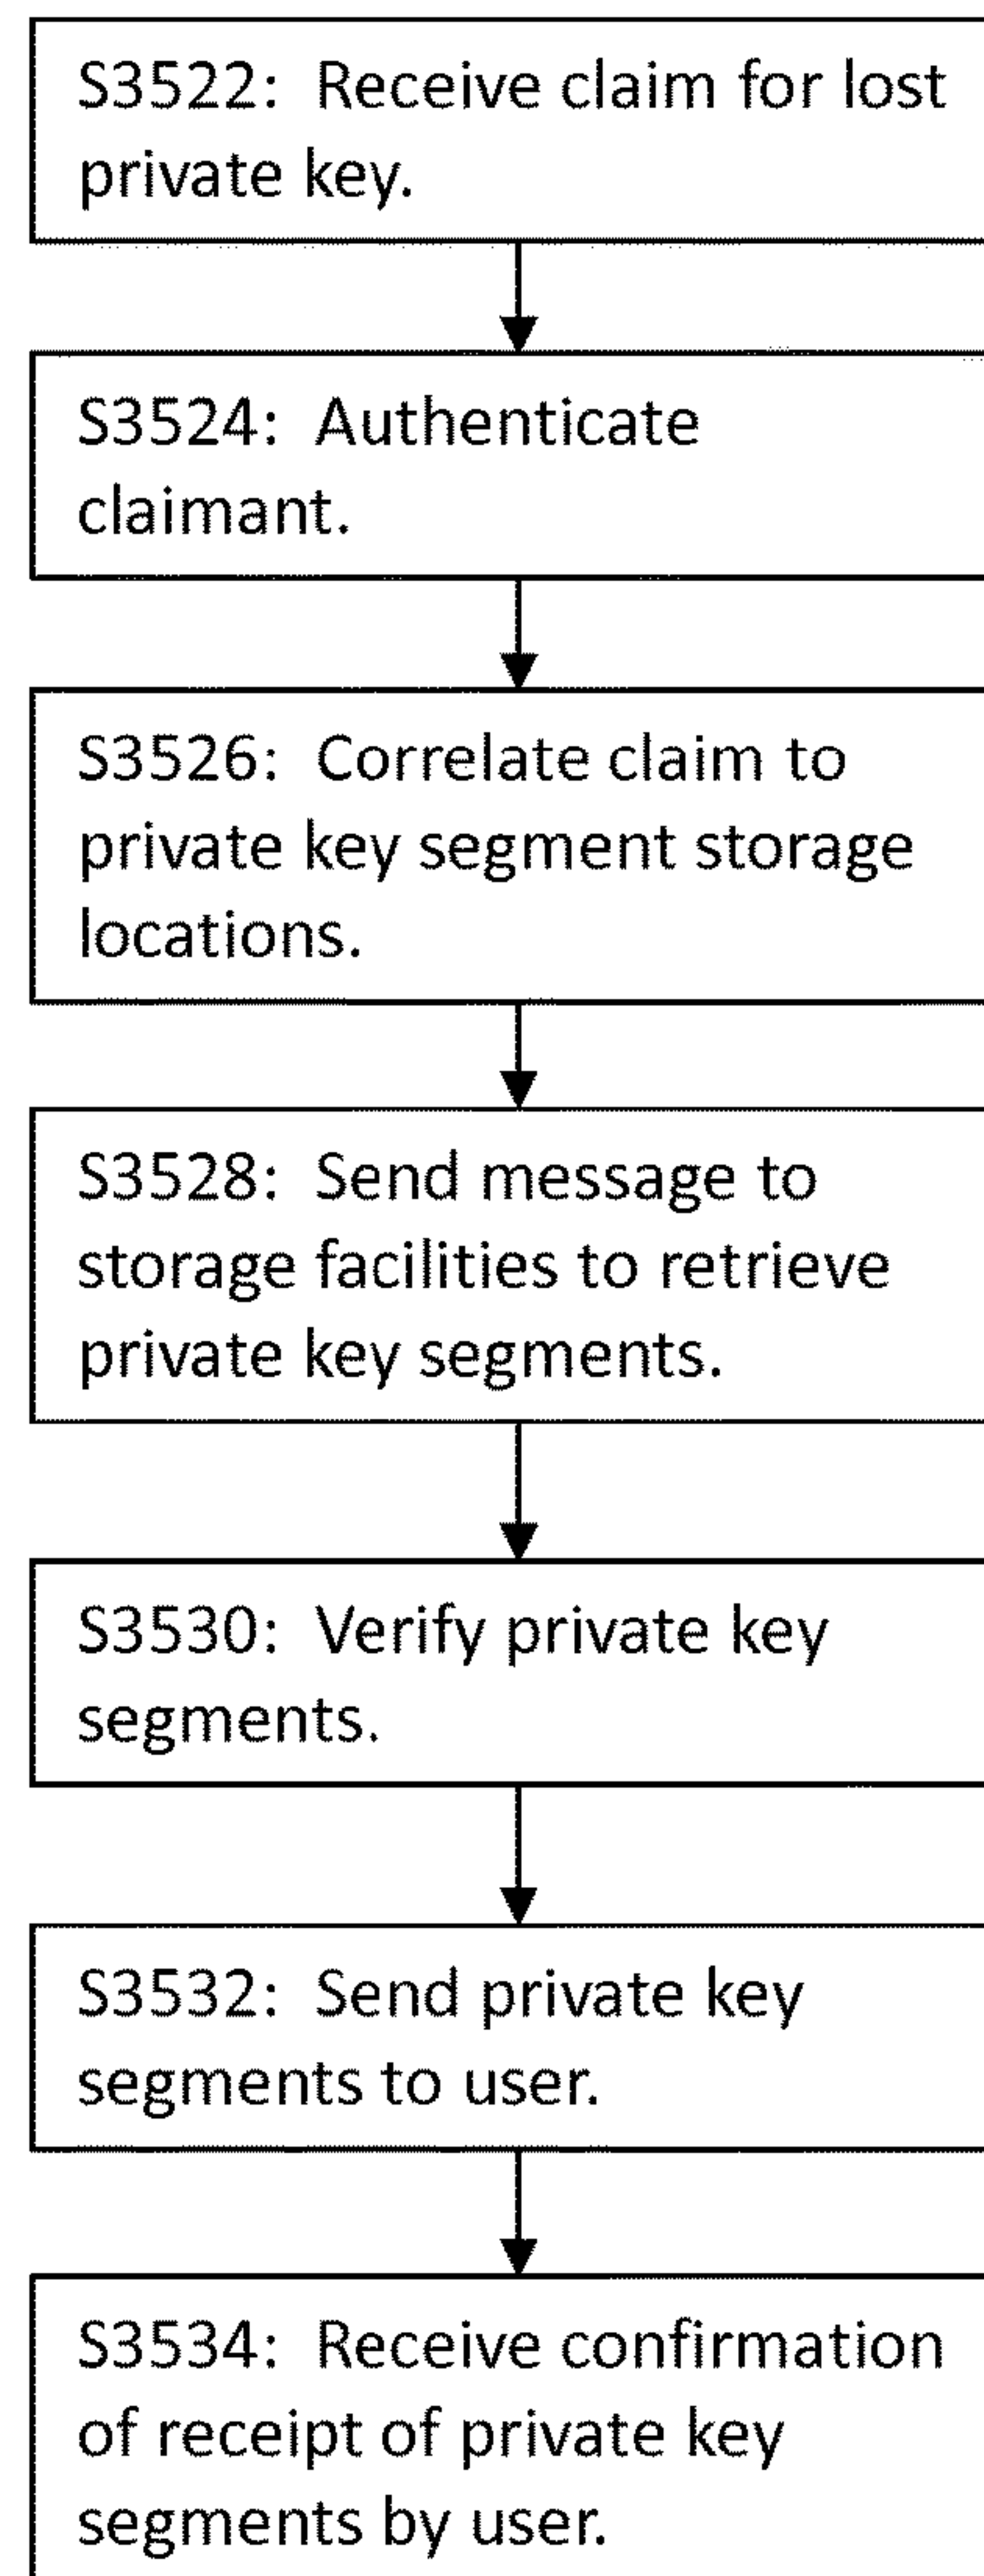 S3522: Receive claim for lost
private key.
S3524: Authenticate
claimant.
S3526: Correlate claim to
private key segment storage
locations.
S3528: Send message to
storage facilities to retrieve
private key segments.
S3530: Verify private key
segments.
S3532: Send private key
segments to user.
S3534: Receive confirmation
of receipt of private key
segments by user.